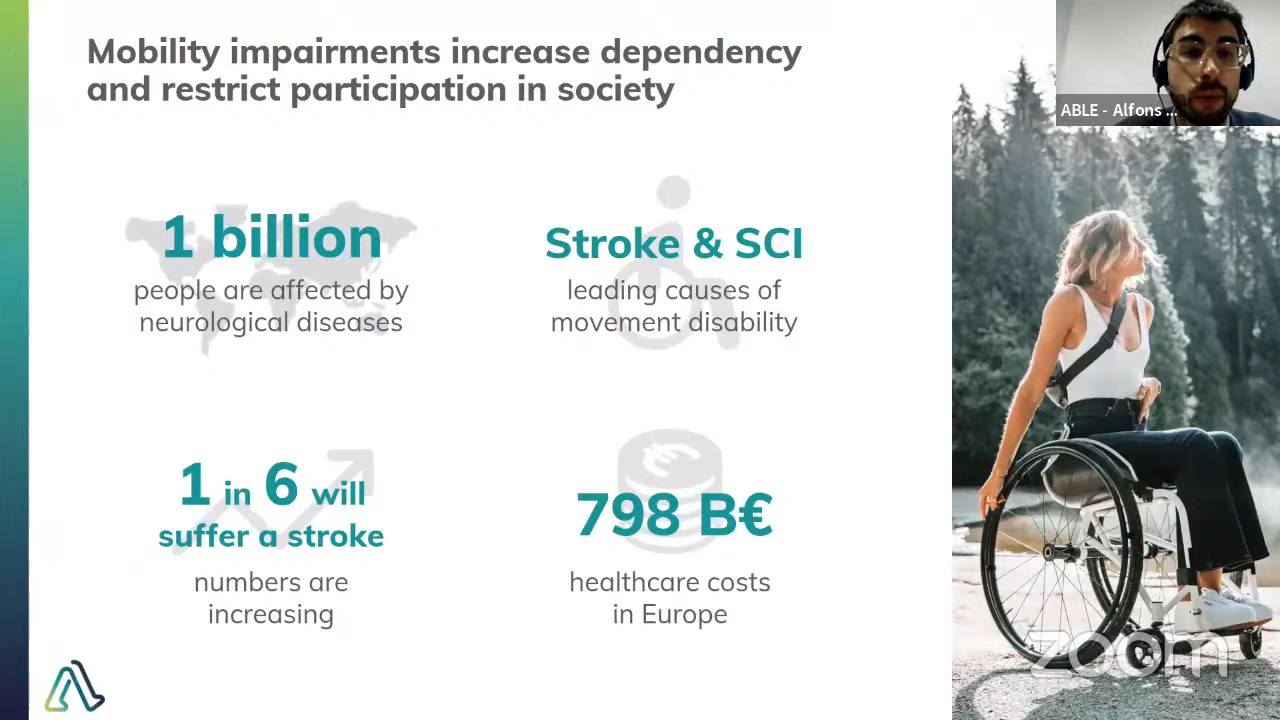 Mobility impairments increase dependency
and restrict participation in society
ABLE - Alfons ...
1 billion
people are affected by
neurological diseases
Stroke & SCI
leading causes of
movement disability
1 in 6 will
suffer a stroke
numbers are
increasing
798 B€
healthcare costs
in Europe
zoom